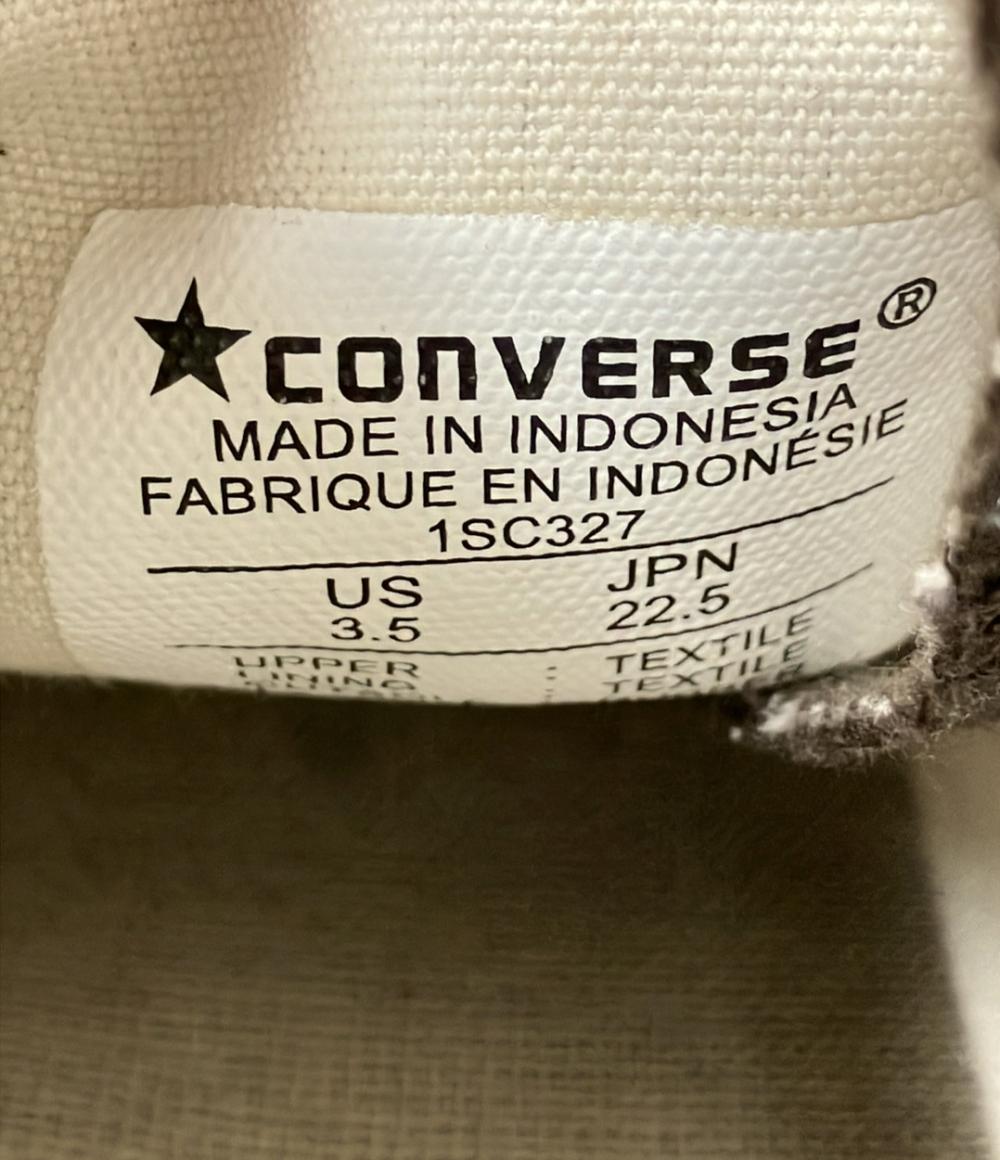 ★CONVERSE®
MADE IN INDONESIA
FABRIQUE EN INDONÉSIE
1SC327
US JPN
3.5 22.5
UPPER : TEXTILE
LINING : TEXTILE